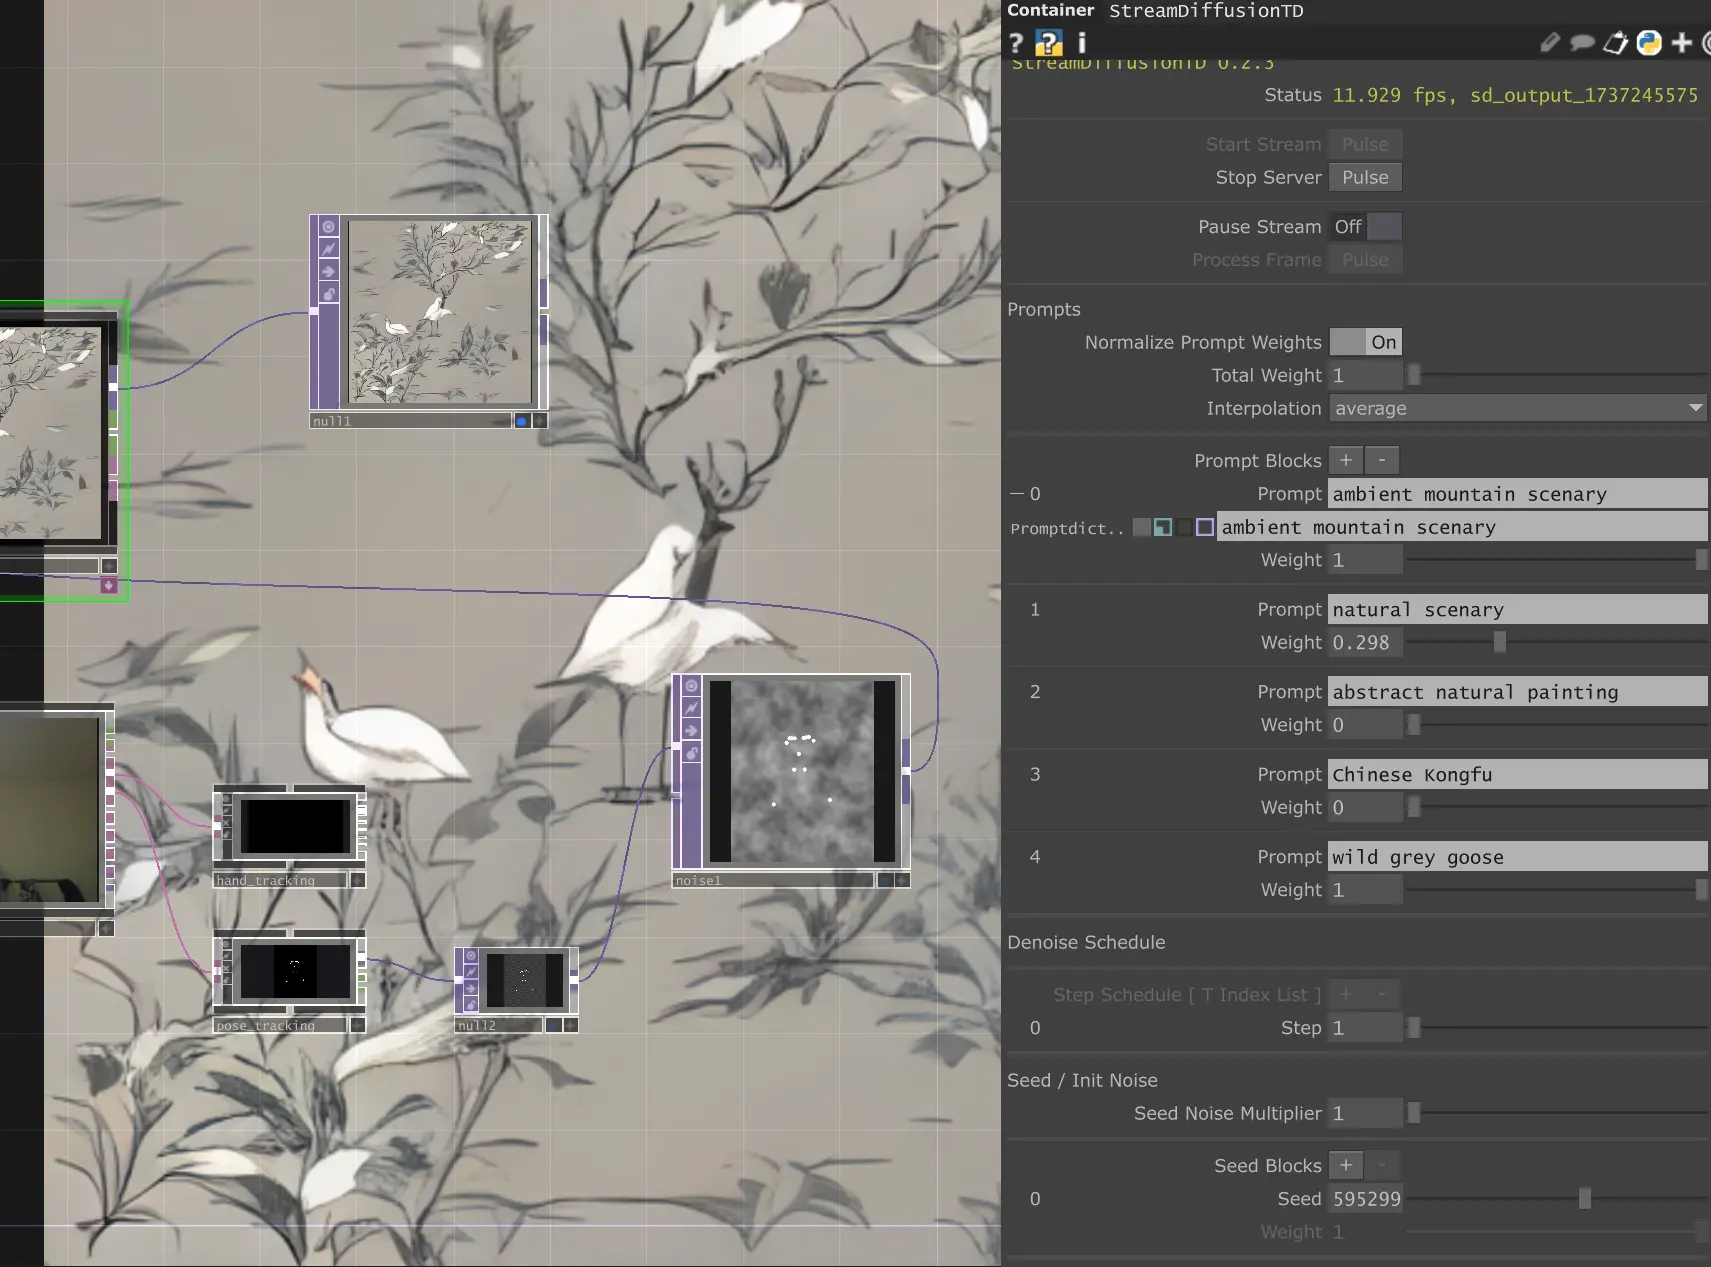 Container StreamDiffusionTD
StreamDiffusionTD 0.2.3
Status 11.929 fps, sd_output_1737245575
Start Stream Pulse
Stop Server Pulse
Pause Stream Off
Process Frame Pulse
Prompts
Normalize Prompt Weights On
Total Weight 1
Interpolation average
Prompt Blocks + -
0 Prompt ambient mountain scenary
Promptdict.. ambient mountain scenary
Weight 1
1 Prompt natural scenary
Weight 0.298
2 Prompt abstract natural painting
Weight 0
3 Prompt Chinese Kongfu
Weight 0
4 Prompt wild grey goose
Weight 1
Denoise Schedule
Step Schedule [ T Index List ] + -
0 Step 1
Seed / Init Noise
Seed Noise Multiplier 1
Seed Blocks + -
0 Seed 595299
Weight 1
null1
noise1
hand_tracking
pose_tracking
null2